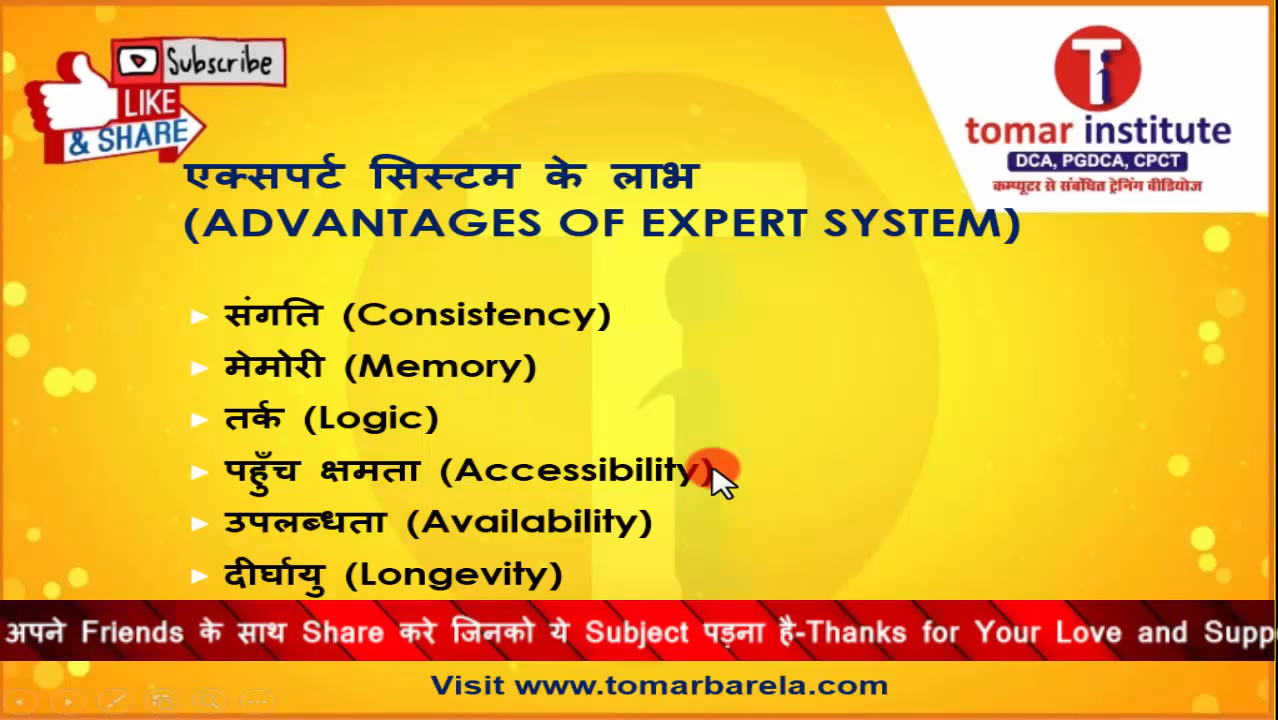 Subscribe
LIKE
& SHARE
Ti
tomar institute
DCA, PGDCA, CPCT
कम्प्यूटर से संबंधित ट्रेनिंग वीडियोज
एक्सपर्ट सिस्टम के लाभ
(ADVANTAGES OF EXPERT SYSTEM)
संगति (Consistency)
मेमोरी (Memory)
तर्क (Logic)
पहुँच क्षमता (Accessibility)
उपलब्धता (Availability)
दीर्घायु (Longevity)
अपने Friends के साथ Share करे जिनको ये Subject पड़ना है-Thanks for Your Love and Supp
Visit www.tomarbarela.com